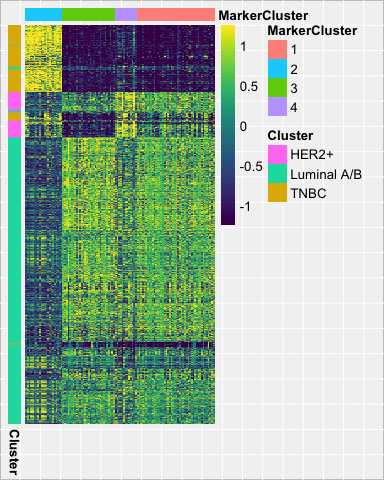 MarkerCluster
MarkerCluster
1
2
3
4
1
0.5
0
-0.5
-1
Cluster
HER2+
Luminal A/B
TNBC
Cluster